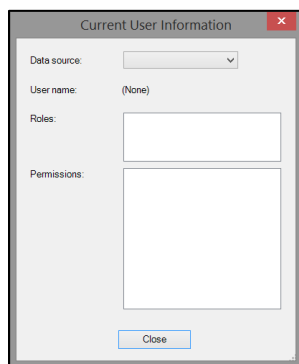 Current User Information
Data source:
User name: (None)
Roles:
Permissions:
Close